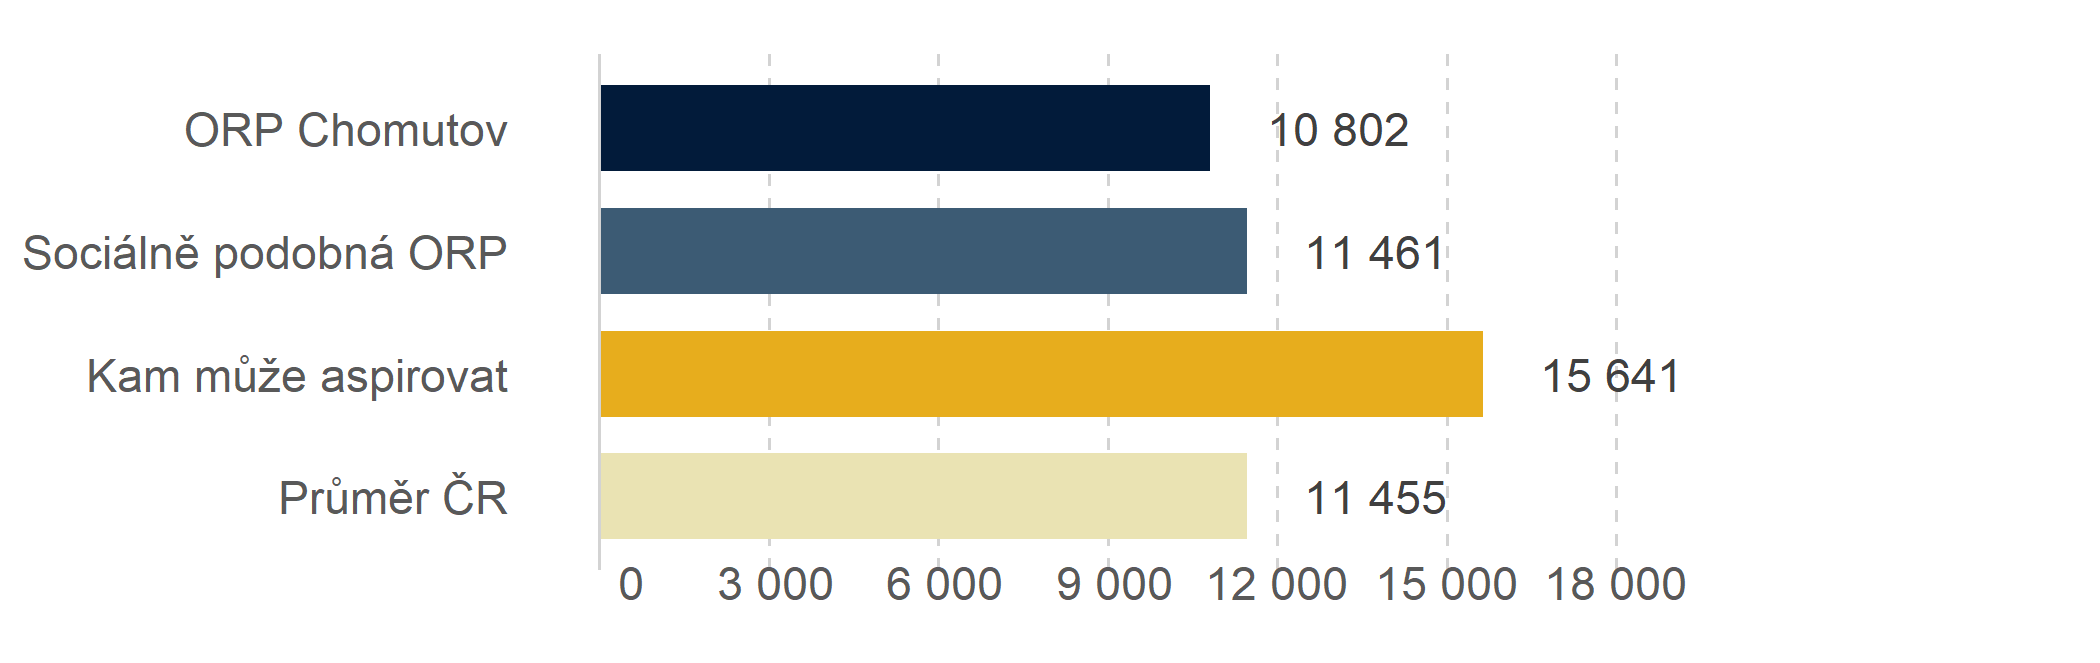 ORP Chomutov 10 802
Sociálně podobná ORP 11 461
Kam může aspirovat 15 641
Průměr ČR 11 455
0 3 000 6 000 9 000 12 000 15 000 18 000